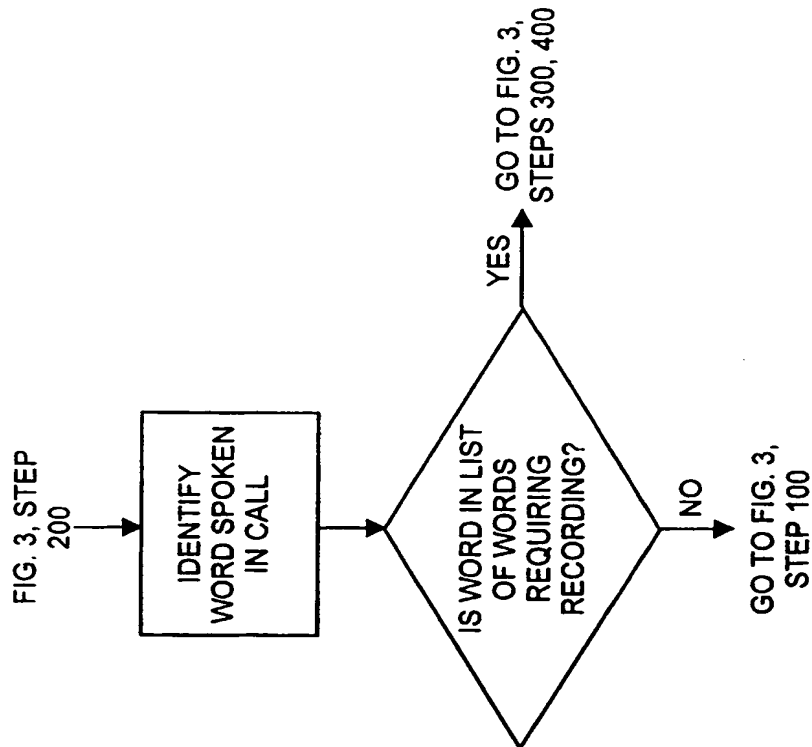 FIG. 3, STEP
200
IDENTIFY
WORD SPOKEN
IN CALL
IS WORD IN LIST
OF WORDS
REQUIRING
RECORDING?
YES
GO TO FIG. 3,
STEPS 300, 400
NO
GO TO FIG. 3,
STEP 100